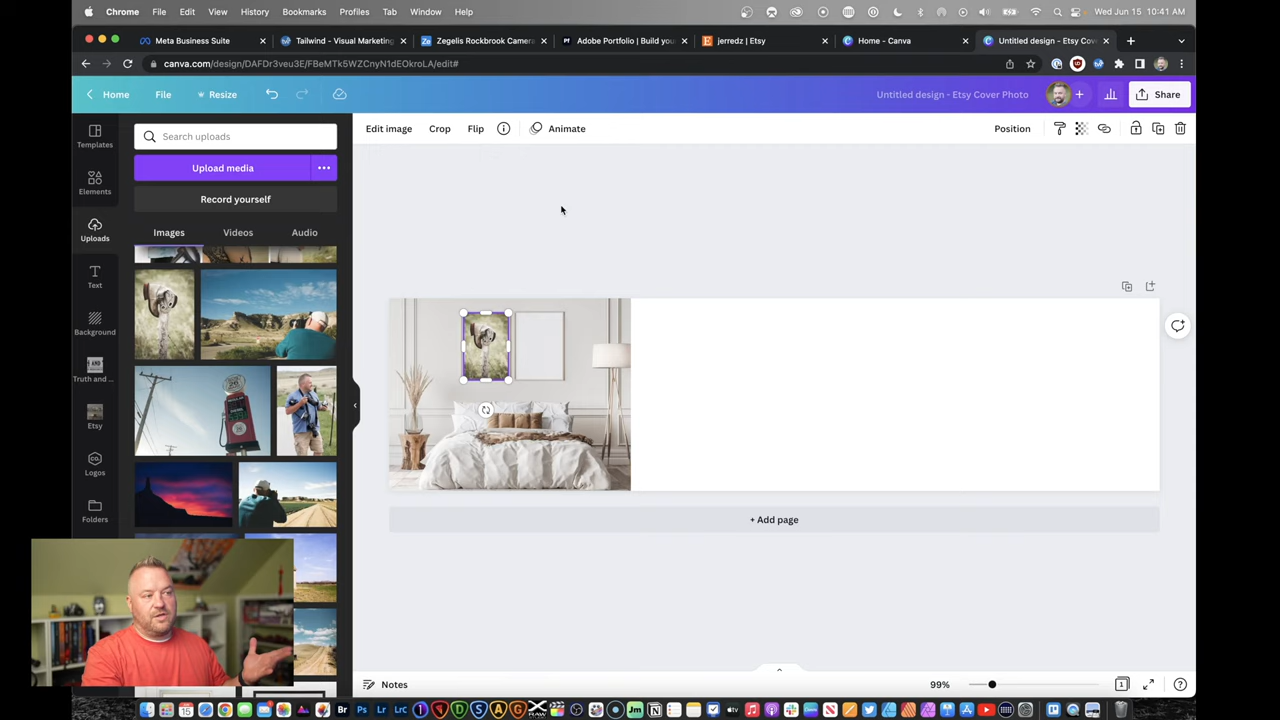 Chrome File Edit View History Bookmarks Profiles Tab Window Help Wed Jun 15 10:41 AM
Meta Business Suite
Tailwind - Visual Marketing
Zegelis Rockbrook Camera
Adobe Portfolio | Build you
jerredz | Etsy
Home - Canva
Untitled design - Etsy Cov
canva.com/design/DAFDr3veu3E/FBeMTk5WZCnyN1dEOkroLA/edit#
Home File Resize Untitled design - Etsy Cover Photo Share
Edit image Crop Flip Animate Position
Templates
Elements
Uploads
Text
Background
Truth and ...
Etsy
Logos
Folders
Search uploads
Upload media
Record yourself
Images Videos Audio
+ Add page
Notes 99% 1